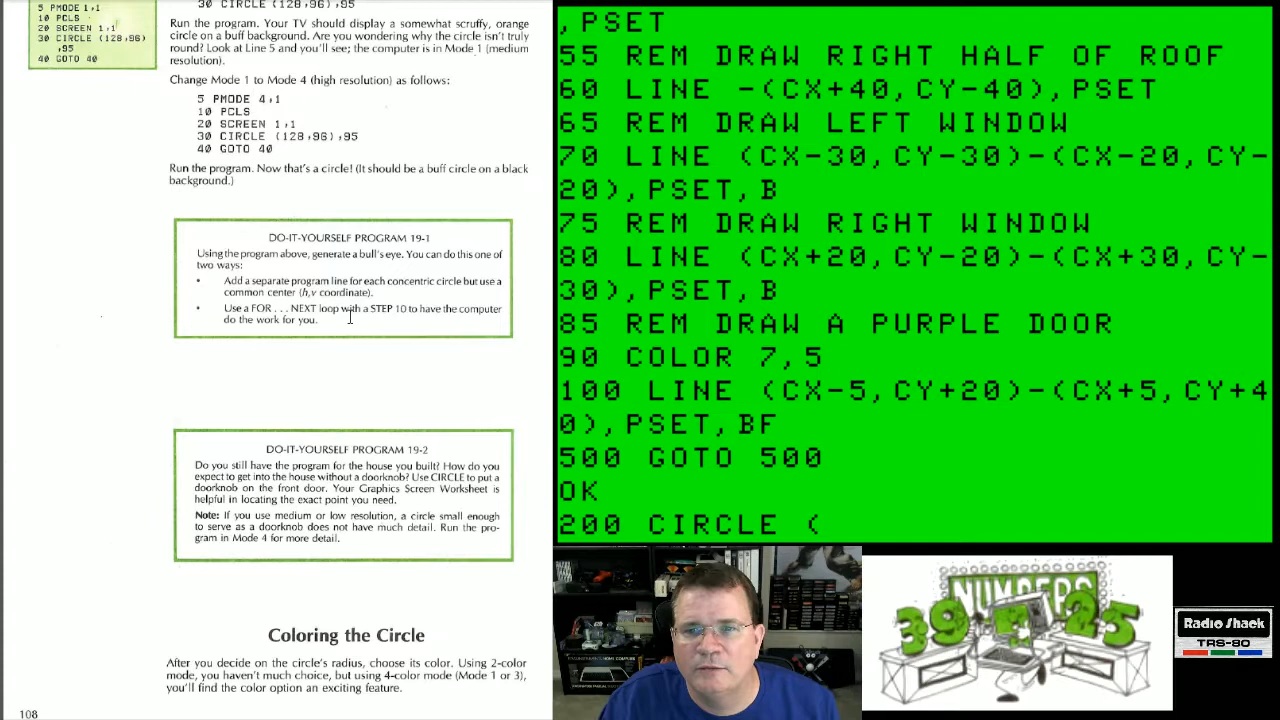 5 PMODE 1,1
10 PCLS
20 SCREEN 1,1
30 CIRCLE (128,96)
,95
40 GOTO 40
30 CIRCLE (128,96),95
Run the program. Your TV should display a somewhat scruffy, orange
circle on a buff background. Are you wondering why the circle isn't truly
round? Look at Line 5 and you'll see; the computer is in Mode 1 (medium
resolution).
Change Mode 1 to Mode 4 (high resolution) as follows:
5 PMODE 4,1
10 PCLS
20 SCREEN 1,1
30 CIRCLE (128,96),95
40 GOTO 40
Run the program. Now that's a circle! (It should be a buff circle on a black
background.)
DO-IT-YOURSELF PROGRAM 19-1
Using the program above, generate a bull's eye. You can do this one of
two ways:
• Add a separate program line for each concentric circle but use a
common center (h,v coordinate).
• Use a FOR . . . NEXT loop with a STEP 10 to have the computer
do the work for you.
DO-IT-YOURSELF PROGRAM 19-2
Do you still have the program for the house you built? How do you
expect to get into the house without a doorknob? Use CIRCLE to put a
doorknob on the front door. Your Graphics Screen Worksheet is
helpful in locating the exact point you need.
Note: If you use medium or low resolution, a circle small enough
to serve as a doorknob does not have much detail. Run the pro-
gram in Mode 4 for more detail.
Coloring the Circle
After you decide on the circle's size, choose its color. Using 2-color
mode, you haven't much choice, but using 4-color mode (Mode 1 or 3),
you'll find the color option an exciting feature.
108
, PSET
55 REM DRAW RIGHT HALF OF ROOF
60 LINE -(CX+40,CY-40),PSET
65 REM DRAW LEFT WINDOW
70 LINE (CX-30,CY-30)-(CX-20,CY-
20),PSET,B
75 REM DRAW RIGHT WINDOW
80 LINE (CX+20,CY-20)-(CX+30,CY-
30),PSET,B
85 REM DRAW A PURPLE DOOR
90 COLOR 7,5
100 LINE (CX-5,CY+20)-(CX+5,CY+4
0),PSET,BF
500 GOTO 500
OK
200 CIRCLE (
NUMBERS
39
25
Radio Shack
TRS-80